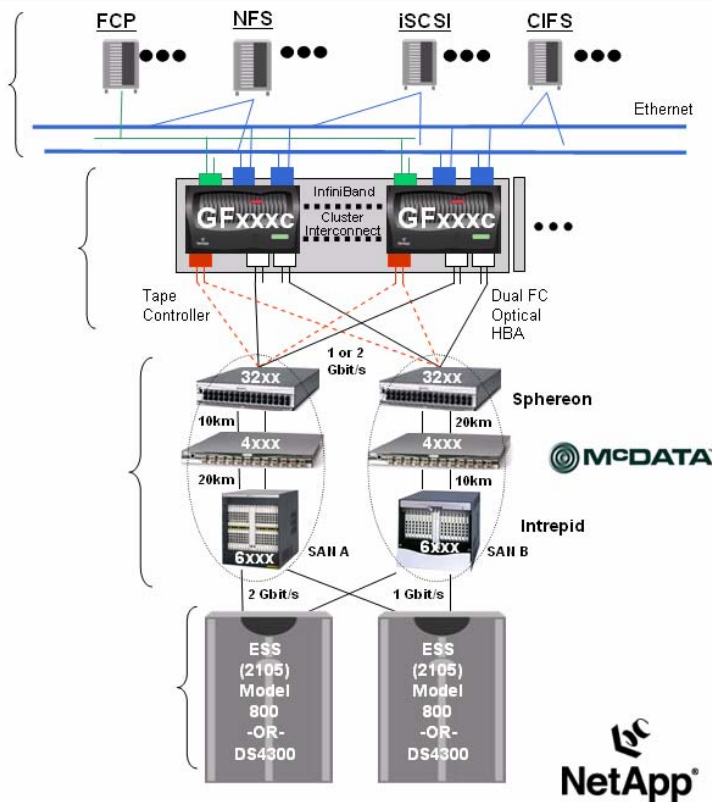 FCP
NFS
iSCSI
CIFS
Ethernet
InfiniBand
GFxxxc
Cluster
Interconnect
GFxxxc
NetApp
NetApp
Tape
Controller
Dual FC
Optical
HBA
1 or 2
Gbit/s
32xx
32xx
Sphereon
10km
20km
4xxx
4xxx
McDATA
20km
10km
Intrepid
6xxx
SAN A
6xxx
SAN B
2 Gbit/s
1 Gbit/s
ESS
(2105)
Model
800
-OR-
DS4300
ESS
(2105)
Model
800
-OR-
DS4300
NetApp®